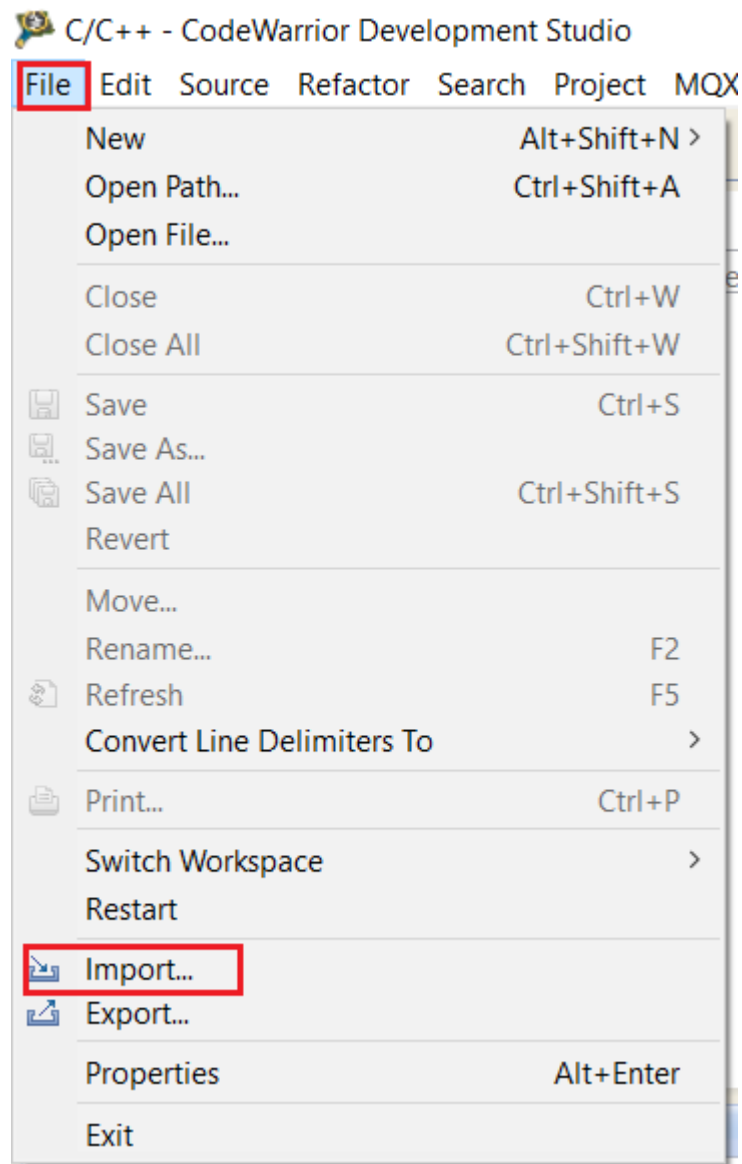 C/C++ - CodeWarrior Development Studio
File Edit Source Refactor Search Project MQX
New Alt+Shift+N >
Open Path... Ctrl+Shift+A
Open File...
Close Ctrl+W
Close All Ctrl+Shift+W
Save Ctrl+S
Save As...
Save All Ctrl+Shift+S
Revert
Move...
Rename... F2
Refresh F5
Convert Line Delimiters To >
Print... Ctrl+P
Switch Workspace >
Restart
Import...
Export...
Properties Alt+Enter
Exit